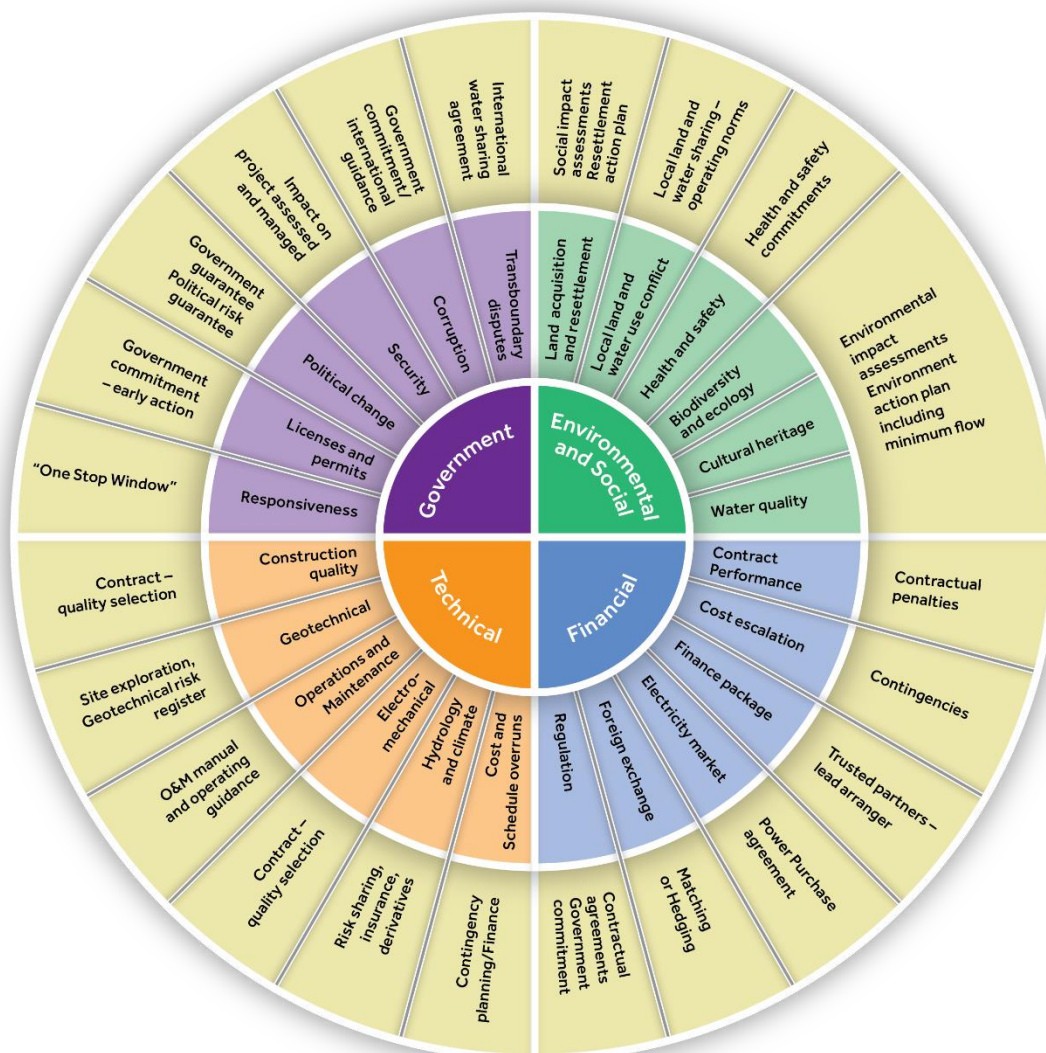 Government
Environmental
and Social
Technical
Financial
Transboundary
disputes
Corruption
Security
Political change
Licenses and
permits
Responsiveness
Land acquisition
and resettlement
Local land and
water use conflict
Health and safety
Biodiversity
and ecology
Cultural heritage
Water quality
Contract
Performance
Cost escalation
Finance package
Electricity market
Foreign exchange
Regulation
Cost and
Schedule overruns
Hydrology
and climate
Electro-
mechanical
Operations and
Maintenance
Geotechnical
Construction
quality
International
water sharing
agreement
Government
commitment/
international
guidance
Impact on
project assessed
and managed
Government
guarantee
Political risk
guarantee
Government
commitment
– early action
“One Stop Window”
Social impact
assessments
Resettlement
action plan
Local land and
water sharing –
operating norms
Health and safety
commitments
Environmental
impact
assessments
Environment
action plan
including
minimum flow
Contractual
penalties
Contingencies
Trusted partners –
lead arranger
Power Purchase
agreement
Matching
or Hedging
Contractual
agreements
Government
commitment
Contingency
planning/Finance
Risk sharing,
insurance,
derivatives
Contract –
quality selection
O&M manual
and operating
guidance
Site exploration,
Geotechnical risk
register
Contract –
quality selection